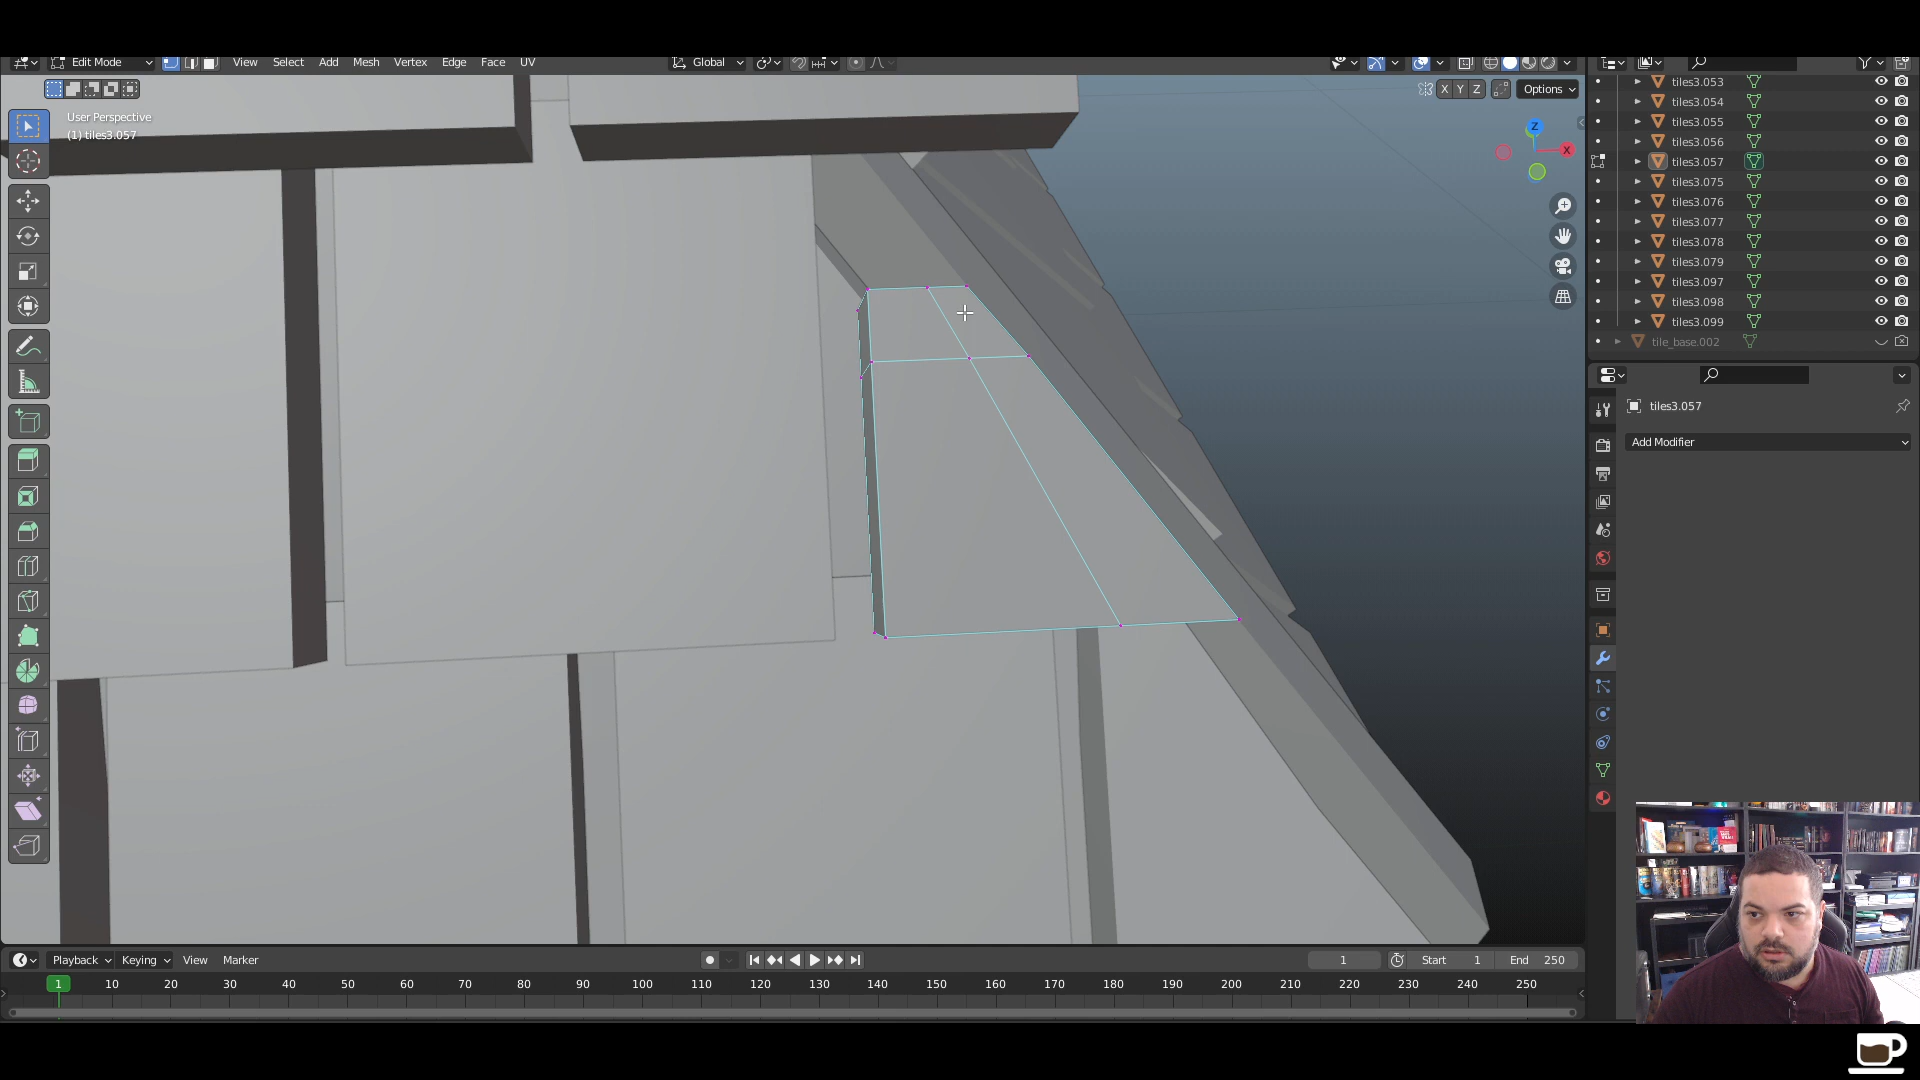 Edit Mode View Select Add Mesh Vertex Edge Face UV Global
X Y Z Options
User Perspective
(1) tiles3.057
Z
X
tiles3.053
tiles3.054
tiles3.055
tiles3.056
tiles3.057
tiles3.075
tiles3.076
tiles3.077
tiles3.078
tiles3.079
tiles3.097
tiles3.098
tiles3.099
tile_base.002
tiles3.057
Add Modifier
Playback Keying View Marker 1 Start 1 End 250
1 10 20 30 40 50 60 70 80 90 100 110 120 130 140 150 160 170 180 190 200 210 220 230 240 250